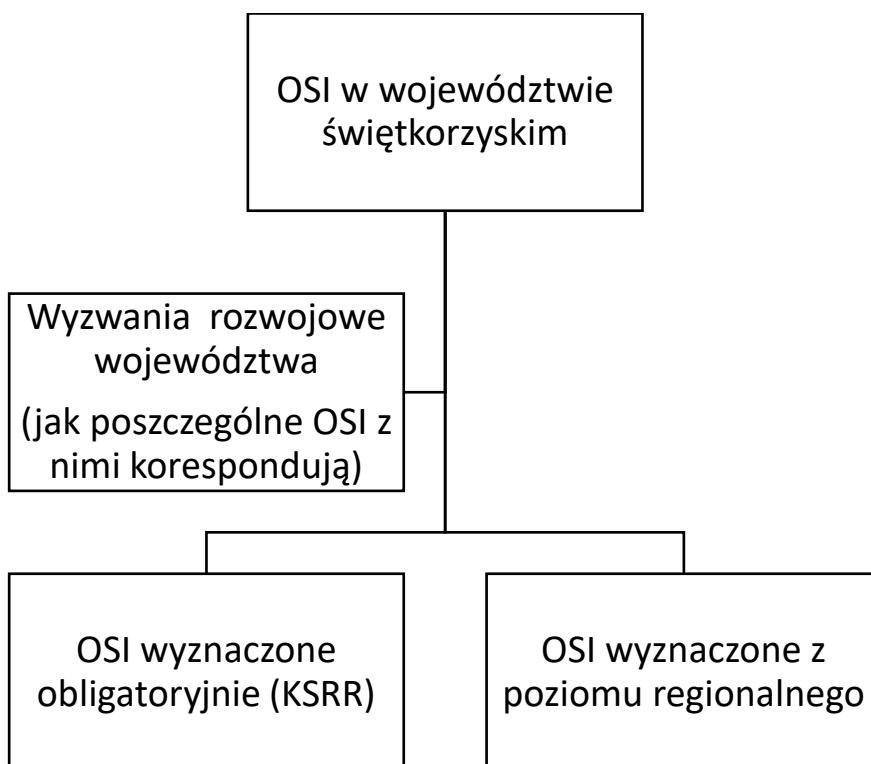 OSI w województwie
świętkorzyskim
Wyzwania rozwojowe
województwa
(jak poszczególne OSI z
nimi korespondują)
OSI wyznaczone
obligatoryjnie (KSRR)
OSI wyznaczone z
poziomu regionalnego